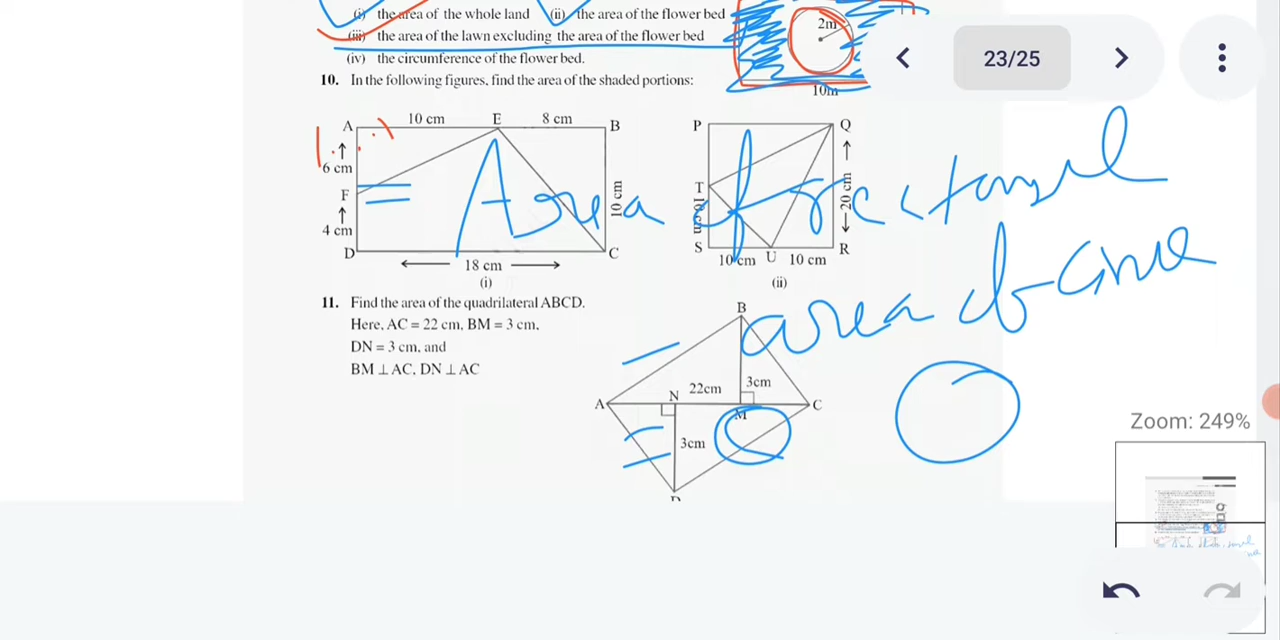 (i) the area of the whole land (ii) the area of the flower bed
(iii) the area of the lawn excluding the area of the flower bed
(iv) the circumference of the flower bed.
2m
10m
23/25
10. In the following figures, find the area of the shaded portions:
A 10 cm E 8 cm B
6 cm
F
4 cm
10 cm
D 18 cm C
(i)
P Q
T
20 cm
10 cm
S 10 cm U 10 cm R
(ii)
= Area of
area of
11. Find the area of the quadrilateral ABCD.
Here, AC = 22 cm, BM = 3 cm,
DN = 3 cm, and
BM ⊥ AC, DN ⊥ AC
B
22cm 3cm
A N M C
3cm
D
Zoom: 249%